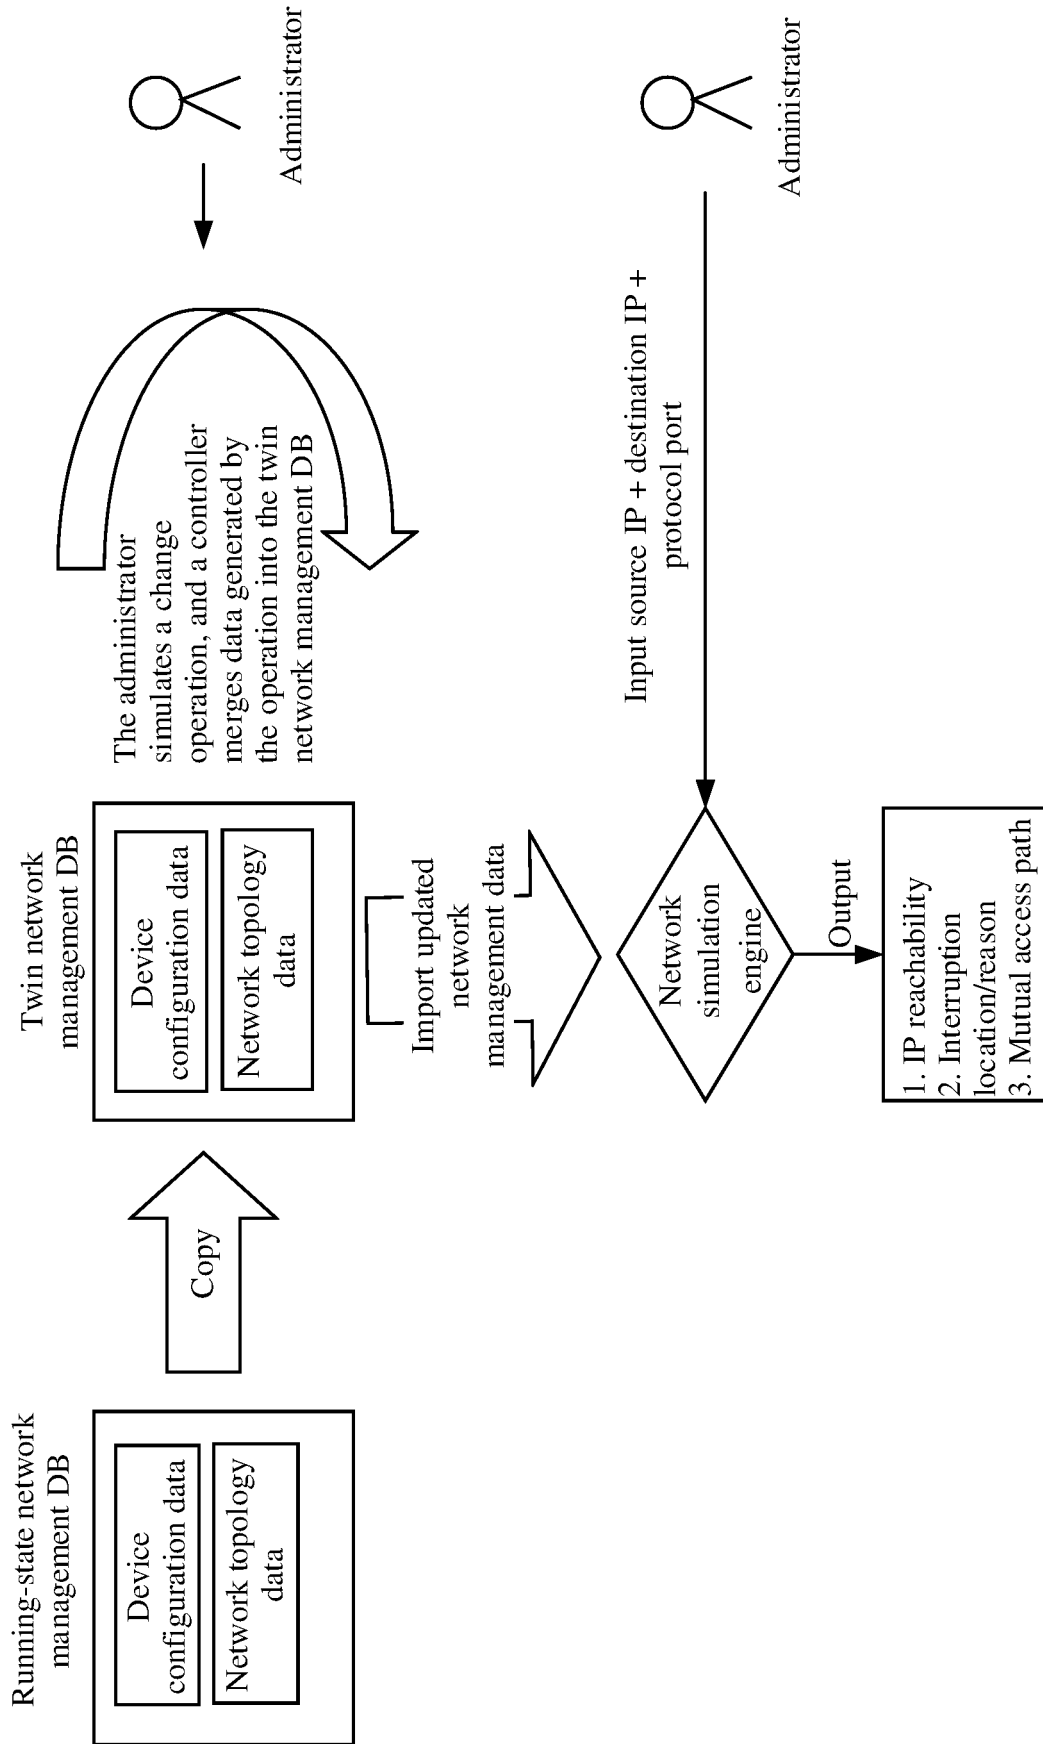 Running-state network
management DB
Device
configuration data
Network topology
data
Copy
Twin network
management DB
Device
configuration data
Network topology
data
The administrator
simulates a change
operation, and a controller
merges data generated by
the operation into the twin
network management DB
Administrator
Import updated
network
management data
Network
simulation
engine
Input source IP + destination IP +
protocol port
Administrator
Output
1. IP reachability
2. Interruption
location/reason
3. Mutual access path